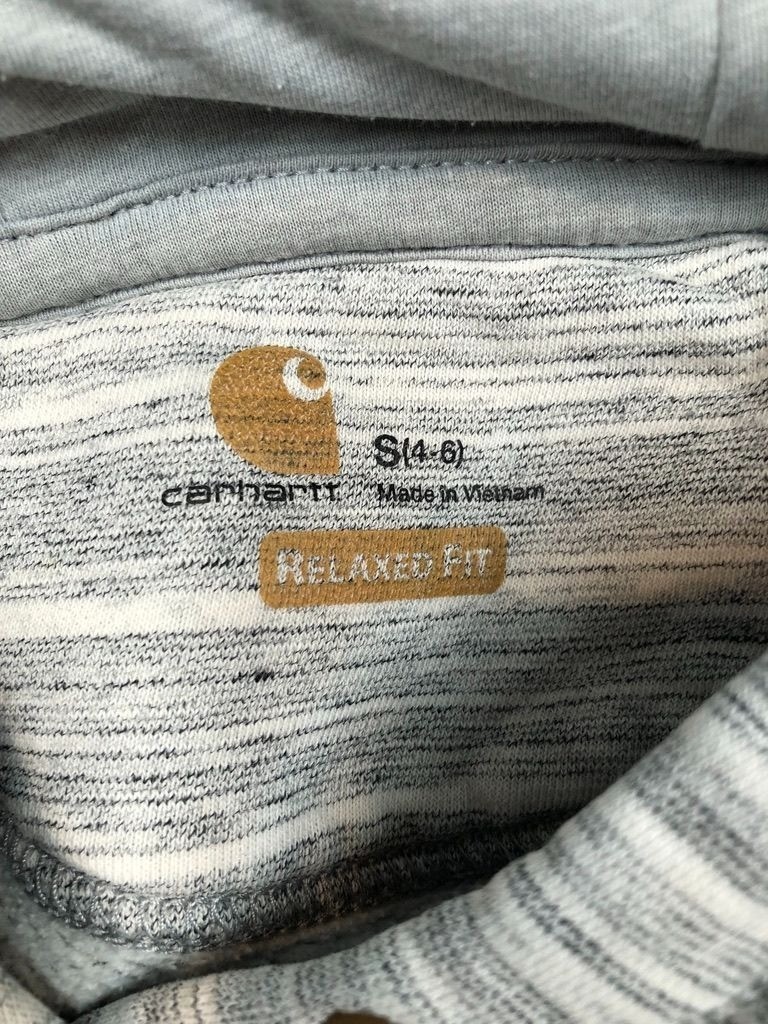 S(4-6)
carhartt Made in Vietnam
RELAXED FIT